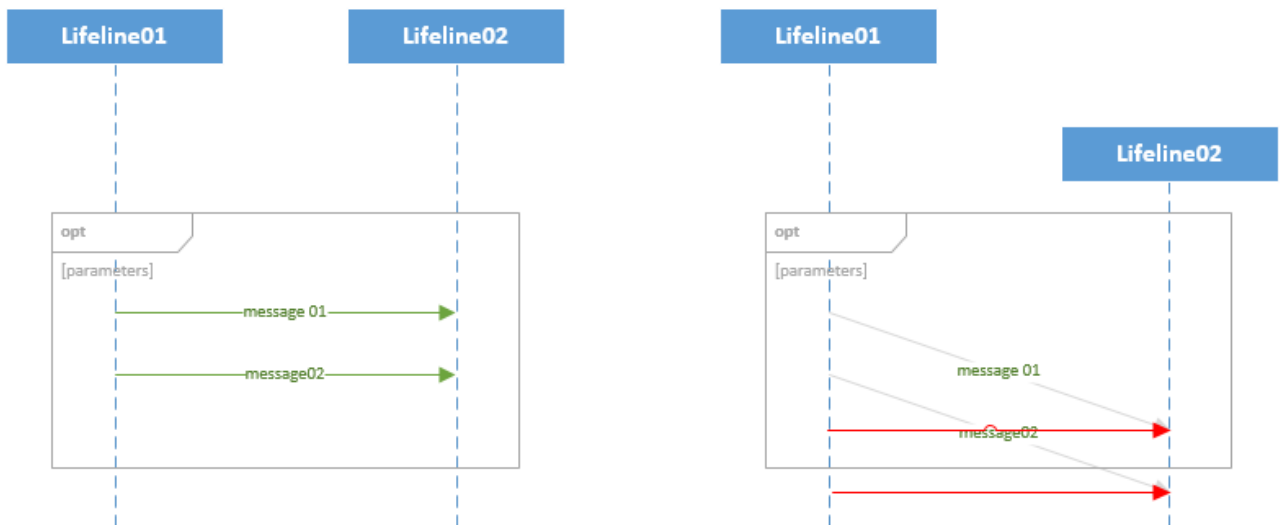 Lifeline01
Lifeline02
opt
[parameters]
message 01
message02
Lifeline01
Lifeline02
opt
[parameters]
message 01
message02